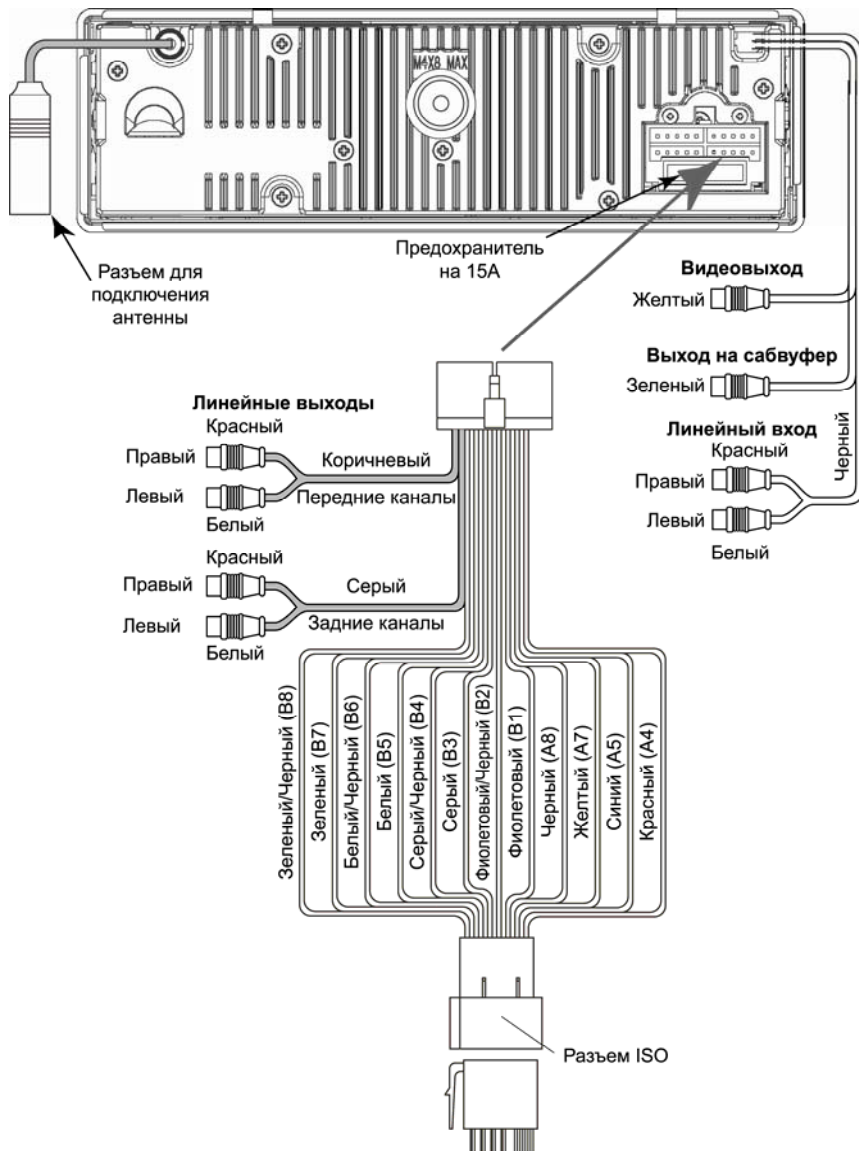 M4X8 MAX
Предохранитель
на 15А
Разъем для
подключения
антенны
Видеовыход
Желтый
Выход на сабвуфер
Зеленый
Линейный вход
Красный
Правый
Левый
Белый
Черный
Линейные выходы
Красный
Правый
Коричневый
Левый
Передние каналы
Белый
Красный
Правый
Серый
Левый
Задние каналы
Белый
Зеленый/Черный (B8)
Зеленый (B7)
Белый/Черный (B6)
Белый (B5)
Серый/Черный (B4)
Серый (B3)
Фиолетовый/Черный (B2)
Фиолетовый (B1)
Черный (A8)
Желтый (A7)
Синий (A5)
Красный (A4)
Разъем ISO